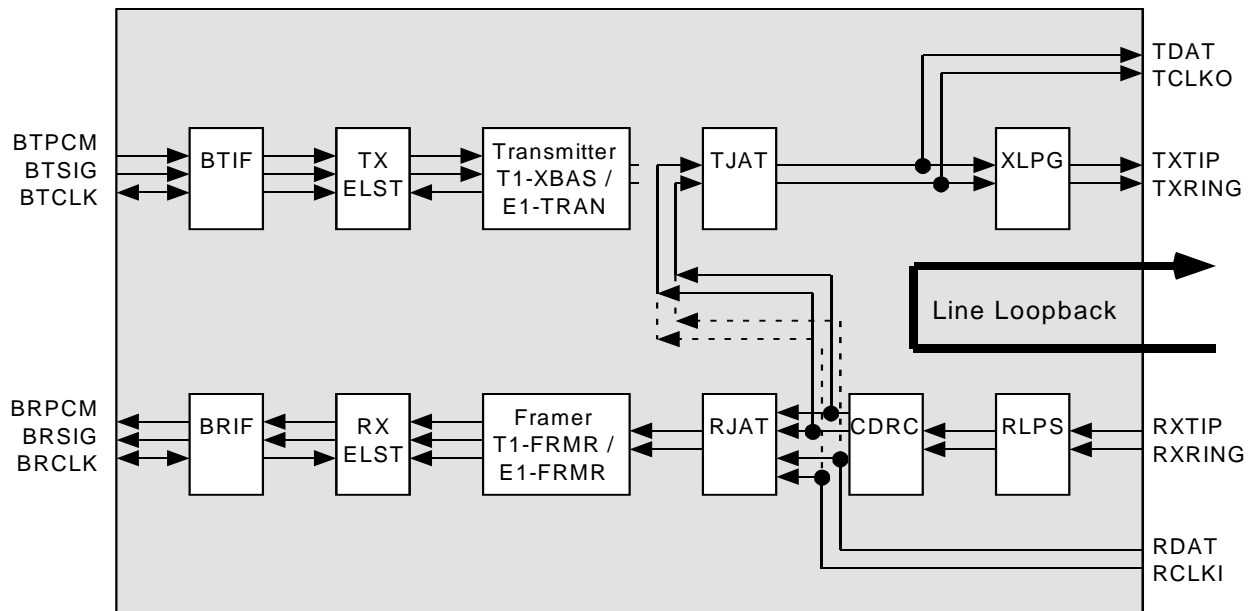 TDAT
TCLKO
BTPCM
BTSIG
BTCLK
BTIF
TX
ELST
Transmitter
T1-XBAS /
E1-TRAN
TJAT
XLPG
TXTIP
TXRING
Line Loopback
BRPCM
BRSIG
BRCLK
BRIF
RX
ELST
Framer
T1-FRMR /
E1-FRMR
RJAT
CDRC
RLPS
RXTIP
RXRING
RDAT
RCLKI